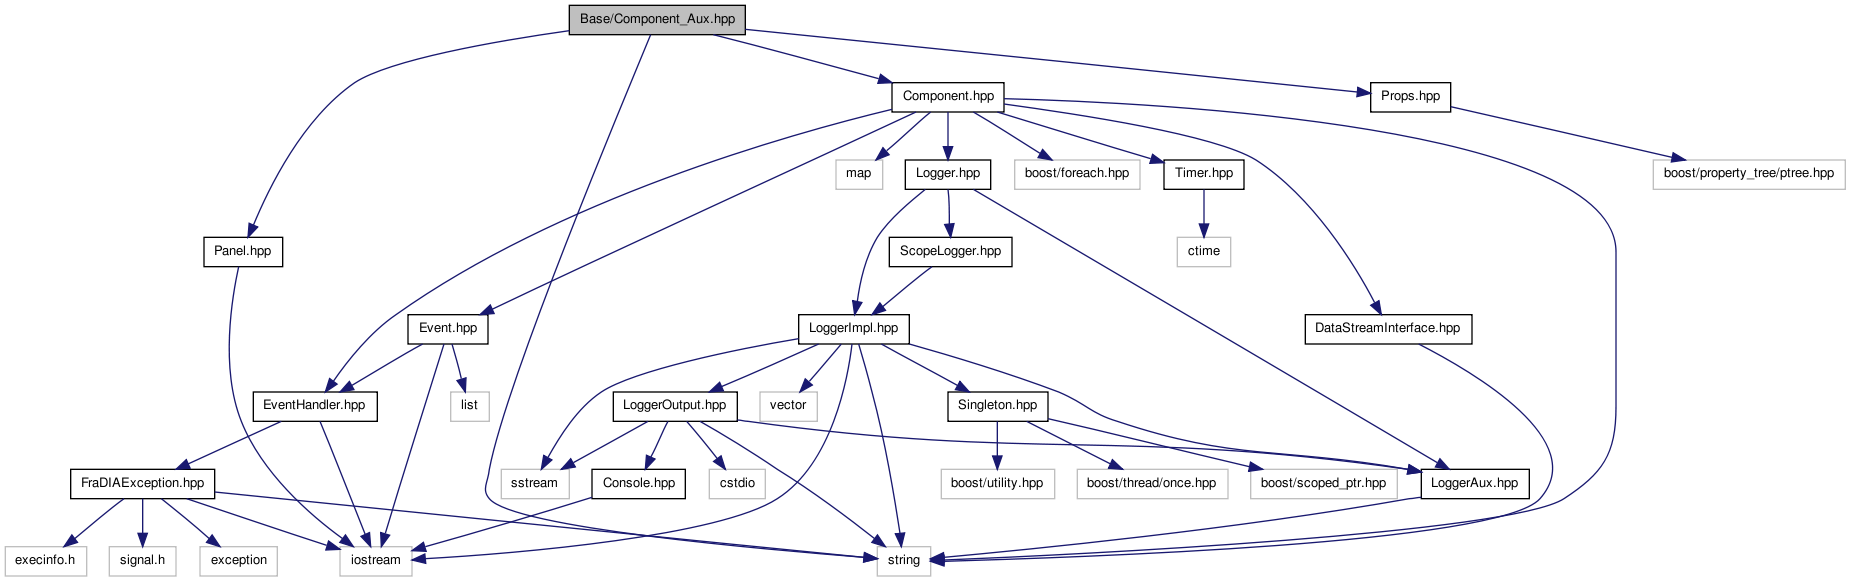 Base/Component_Aux.hpp
Component.hpp
Props.hpp
map
Logger.hpp
boost/foreach.hpp
Timer.hpp
boost/property_tree/ptree.hpp
Panel.hpp
ScopeLogger.hpp
ctime
Event.hpp
LoggerImpl.hpp
DataStreamInterface.hpp
EventHandler.hpp
list
LoggerOutput.hpp
vector
Singleton.hpp
FraDIAException.hpp
sstream
Console.hpp
cstdio
boost/utility.hpp
boost/thread/once.hpp
boost/scoped_ptr.hpp
LoggerAux.hpp
execinfo.h
signal.h
exception
iostream
string